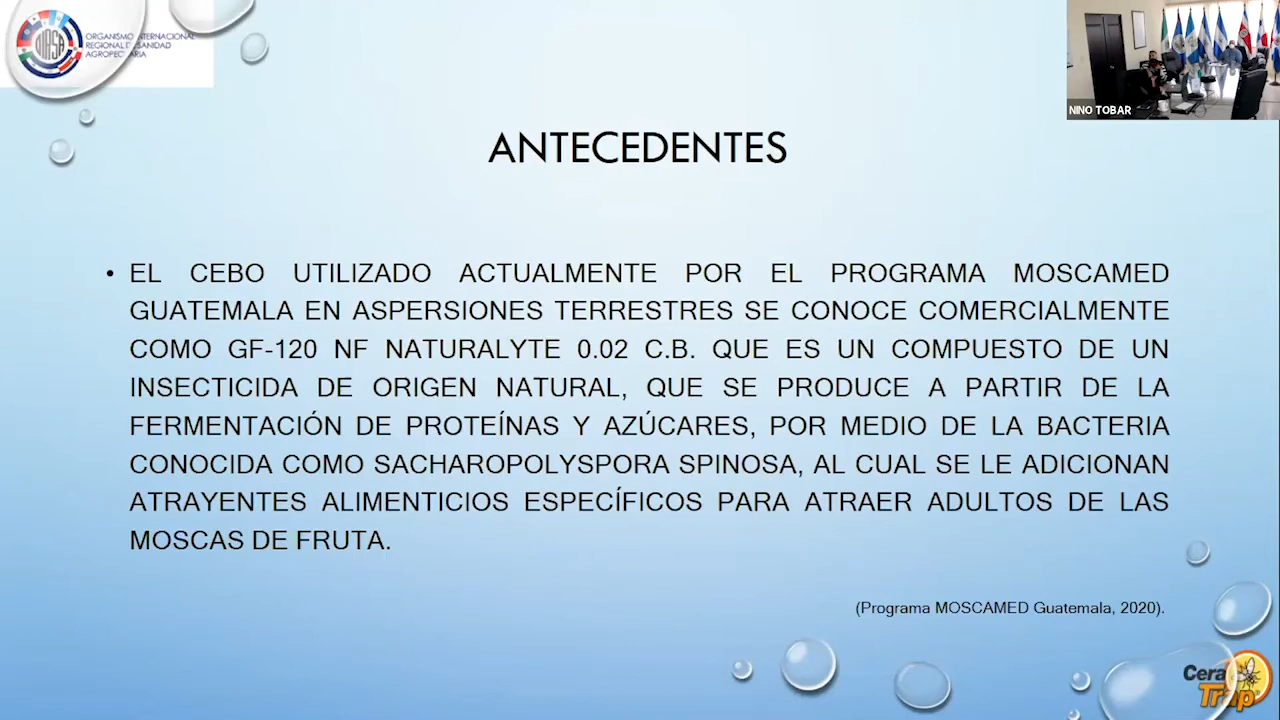 OIRSA
ORGANISMO INTERNACIONAL
REGIONAL DE SANIDAD
AGROPECUARIA
NINO TOBAR
ANTECEDENTES
• EL CEBO UTILIZADO ACTUALMENTE POR EL PROGRAMA MOSCAMED
GUATEMALA EN ASPERSIONES TERRESTRES SE CONOCE COMERCIALMENTE
COMO GF-120 NF NATURALYTE 0.02 C.B. QUE ES UN COMPUESTO DE UN
INSECTICIDA DE ORIGEN NATURAL, QUE SE PRODUCE A PARTIR DE LA
FERMENTACIÓN DE PROTEÍNAS Y AZÚCARES, POR MEDIO DE LA BACTERIA
CONOCIDA COMO SACHAROPOLYSPORA SPINOSA, AL CUAL SE LE ADICIONAN
ATRAYENTES ALIMENTICIOS ESPECÍFICOS PARA ATRAER ADULTOS DE LAS
MOSCAS DE FRUTA.
(Programa MOSCAMED Guatemala, 2020).
Cera
Trap